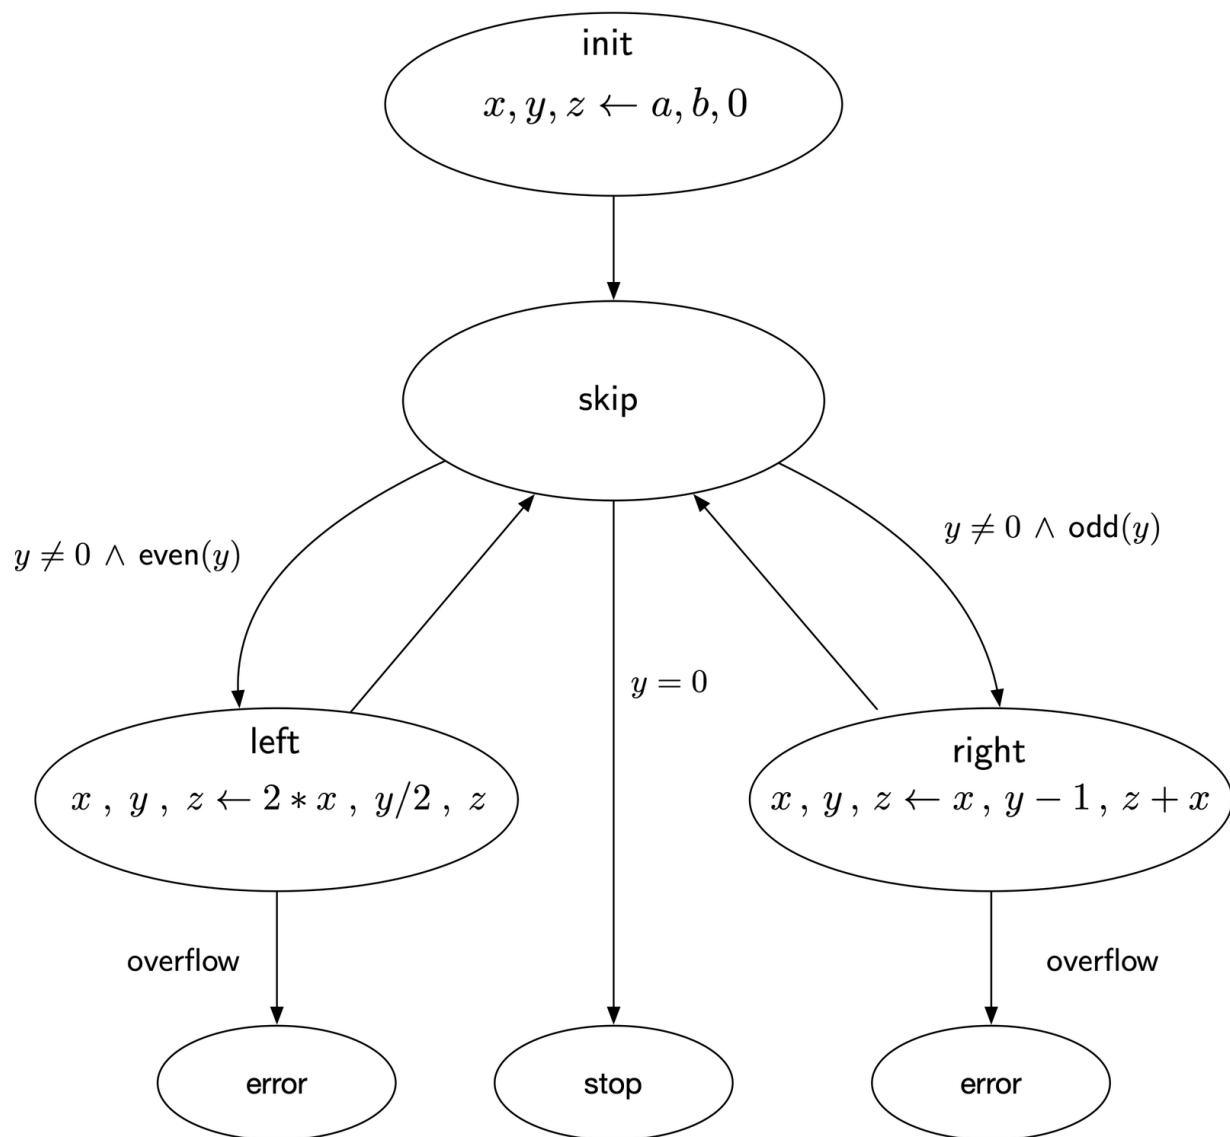 init
x, y, z ← a, b, 0
skip
y ≠ 0 ∧ even(y)
y ≠ 0 ∧ odd(y)
y = 0
left
x , y , z ← 2 ∗ x , y/2 , z
right
x , y , z ← x , y − 1 , z + x
overflow
overflow
error
stop
error